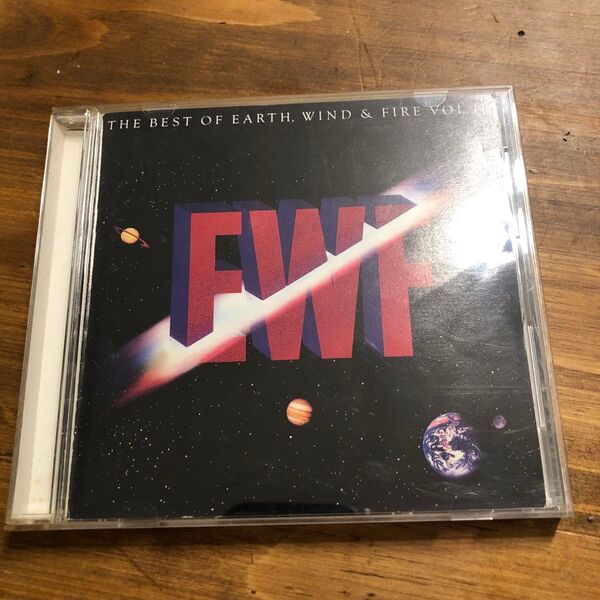 THE BEST OF EARTH, WIND & FIRE VOL.
EWF